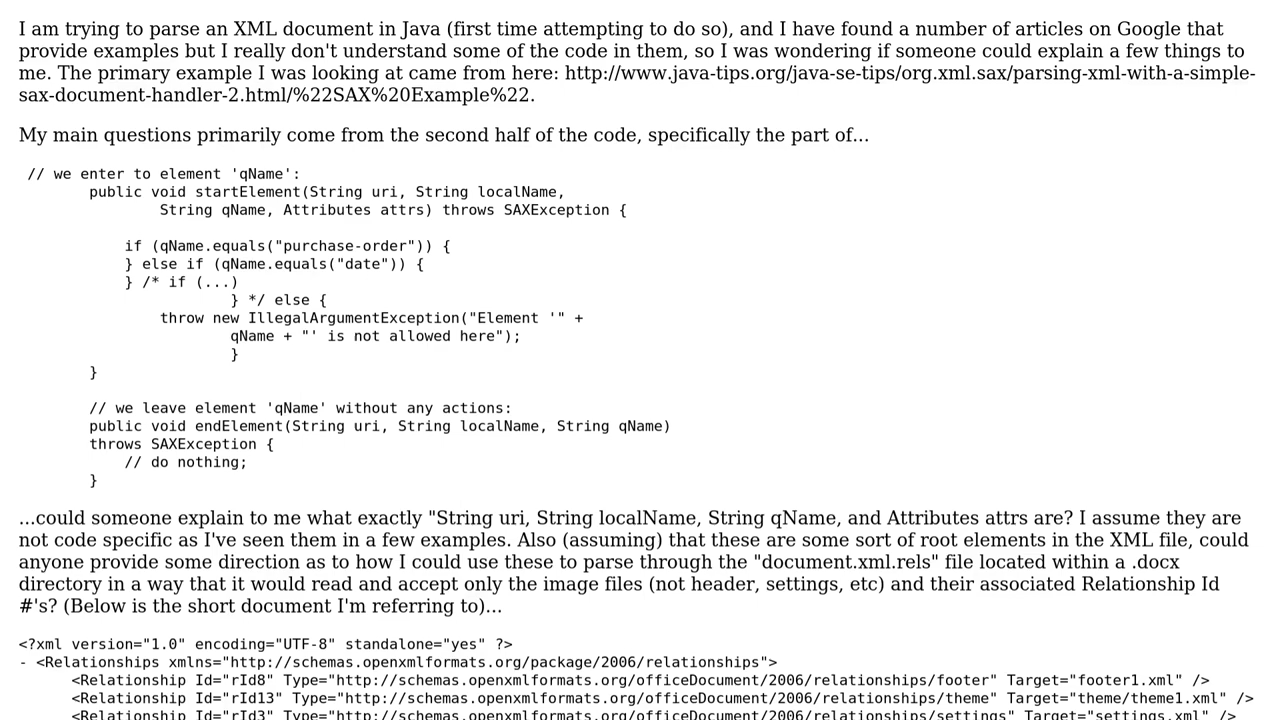 I am trying to parse an XML document in Java (first time attempting to do so), and I have found a number of articles on Google that
provide examples but I really don't understand some of the code in them, so I was wondering if someone could explain a few things to
me. The primary example I was looking at came from here: http://www.java-tips.org/java-se-tips/org.xml.sax/parsing-xml-with-a-simple-
sax-document-handler-2.html/%22SAX%20Example%22.
My main questions primarily come from the second half of the code, specifically the part of...
// we enter to element 'qName':
public void startElement(String uri, String localName,
String qName, Attributes attrs) throws SAXException {
if (qName.equals("purchase-order")) {
} else if (qName.equals("date")) {
} /* if (...)
} */ else {
throw new IllegalArgumentException("Element '" +
qName + "' is not allowed here");
}
}
// we leave element 'qName' without any actions:
public void endElement(String uri, String localName, String qName)
throws SAXException {
// do nothing;
}
...could someone explain to me what exactly "String uri, String localName, String qName, and Attributes attrs are? I assume they are
not code specific as I've seen them in a few examples. Also (assuming) that these are some sort of root elements in the XML file, could
anyone provide some direction as to how I could use these to parse through the "document.xml.rels" file located within a .docx
directory in a way that it would read and accept only the image files (not header, settings, etc) and their associated Relationship Id
#'s? (Below is the short document I'm referring to)...
<?xml version="1.0" encoding="UTF-8" standalone="yes" ?>
- <Relationships xmlns="http://schemas.openxmlformats.org/package/2006/relationships">
<Relationship Id="rId8" Type="http://schemas.openxmlformats.org/officeDocument/2006/relationships/footer" Target="footer1.xml" />
<Relationship Id="rId13" Type="http://schemas.openxmlformats.org/officeDocument/2006/relationships/theme" Target="theme/theme1.xml" />
<Relationship Id="rId3" Type="http://schemas.openxmlformats.org/officeDocument/2006/relationships/settings" Target="settings.xml" />